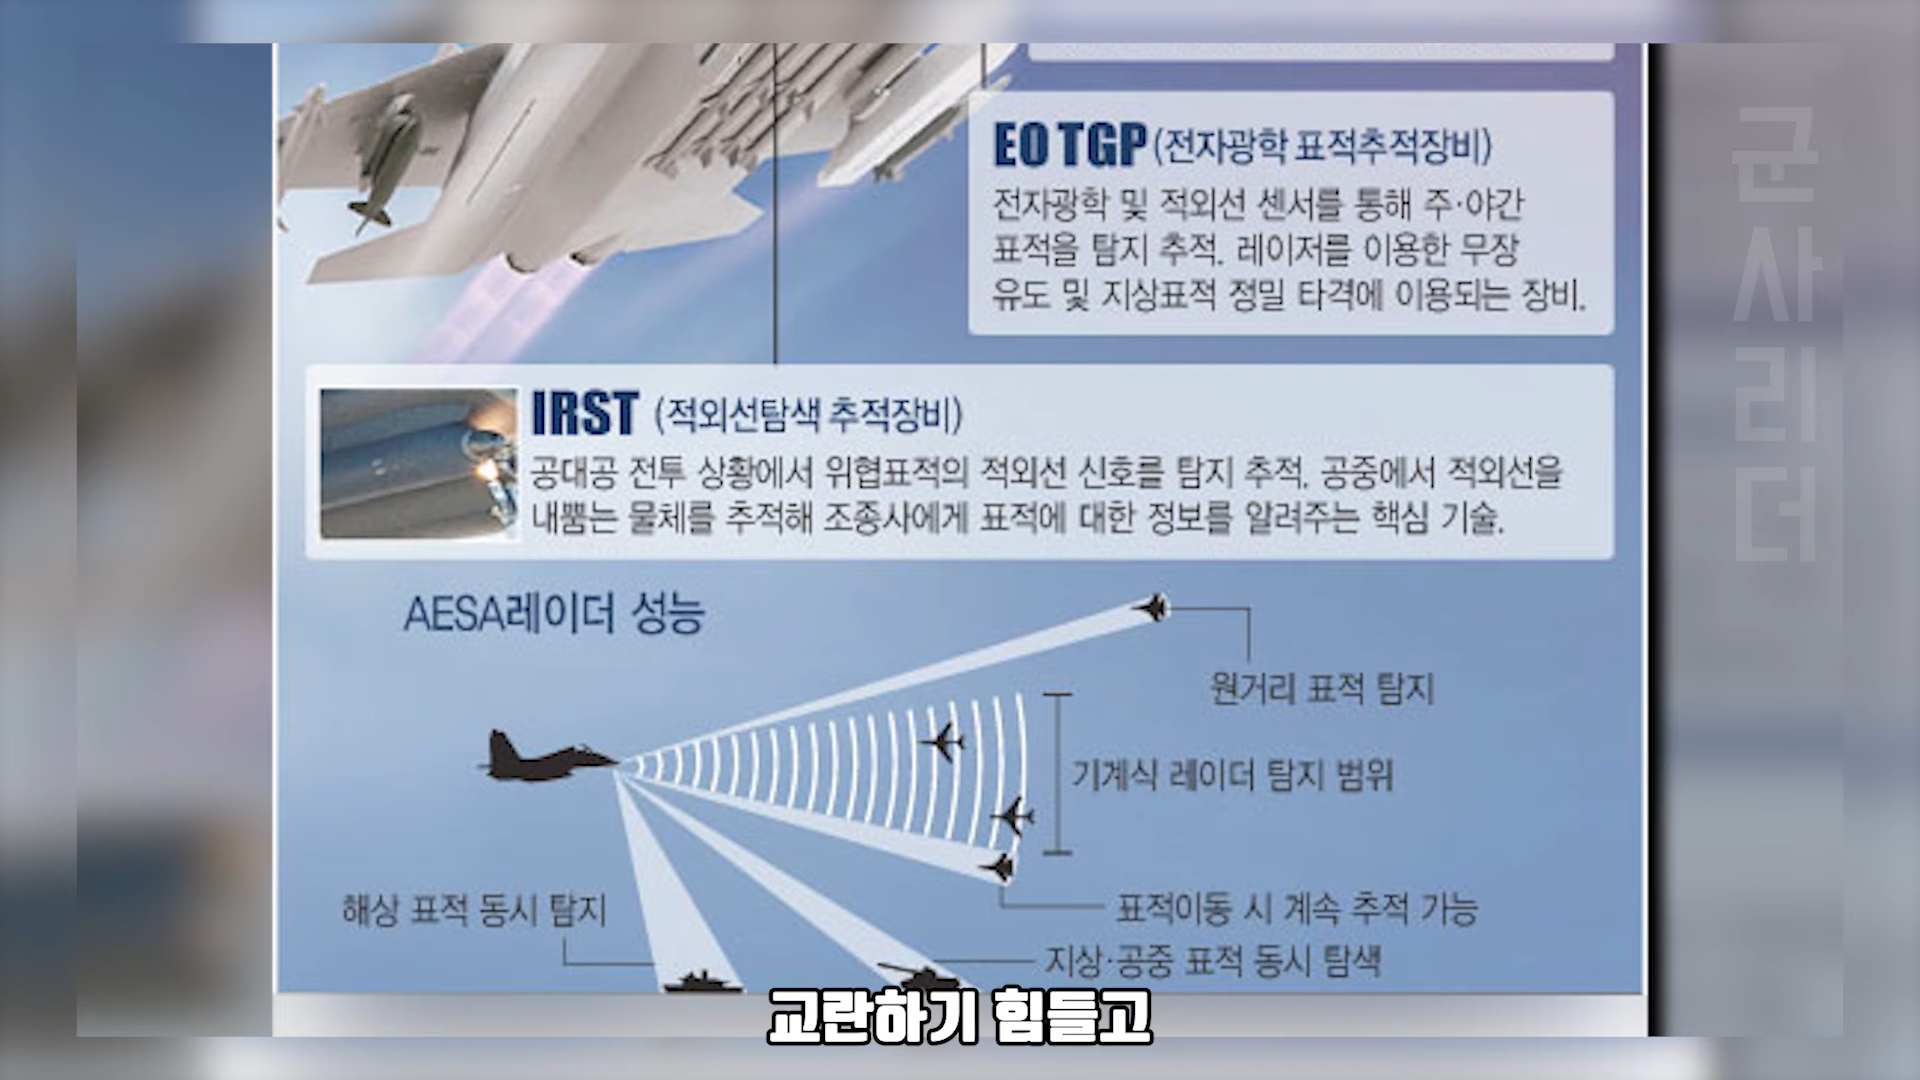 EO TGP (전자광학 표적추적장비)
전자광학 및 적외선 센서를 통해 주·야간
표적을 탐지 추적. 레이저를 이용한 무장
유도 및 지상표적 정밀 타격에 이용되는 장비.
IRST (적외선탐색 추적장비)
공대공 전투 상황에서 위협표적의 적외선 신호를 탐지 추적. 공중에서 적외선을
내뿜는 물체를 추적해 조종사에게 표적에 대한 정보를 알려주는 핵심 기술.
AESA레이더 성능
원거리 표적 탐지
기계식 레이더 탐지 범위
해상 표적 동시 탐지
표적이동 시 계속 추적 가능
지상·공중 표적 동시 탐색
교란하기 힘들고
군사리더